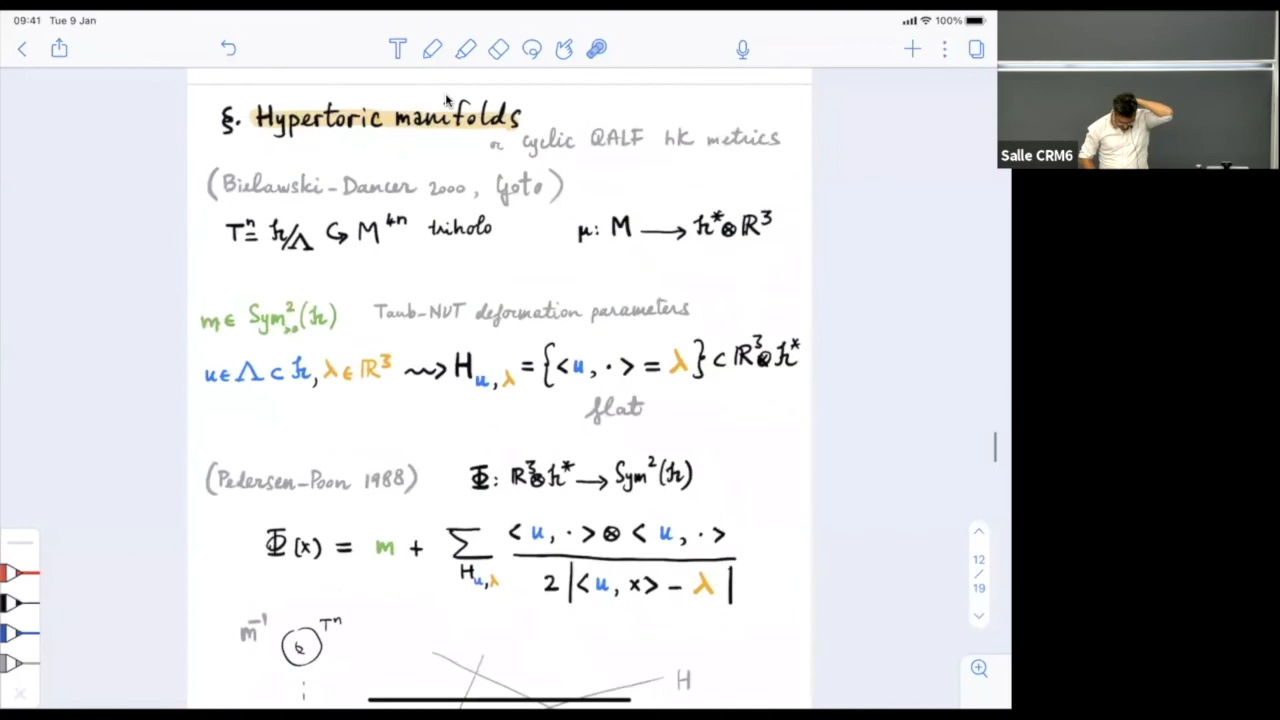 09:41 Tue 9 Jan
100%
§. Hypertoric manifolds
or cyclic QALF hk metrics
(Bielawski-Dancer 2000, Goto)
Tⁿ = 𝔥/Λ ↪ M⁴ⁿ triholo μ: M ⟶ 𝔥*⊗ℝ³
m ∈ Sym²_{>0}(𝔥) Taub-NUT deformation parameters
u ∈ Λ ⊂ 𝔥, λ ∈ ℝ³ ⇝ H_{u,λ} = {<u, ·> = λ} ⊂ ℝ³⊗𝔥*
flat
(Pedersen-Poon 1988) Φ: ℝ³⊗𝔥* ⟶ Sym²(𝔥)
Φ(x) = m + ∑_{H_{u,λ}} <u, ·> ⊗ <u, ·> / 2 |<u, x> - λ|
m⁻¹ Tⁿ
H
12
/
19
Salle CRM6